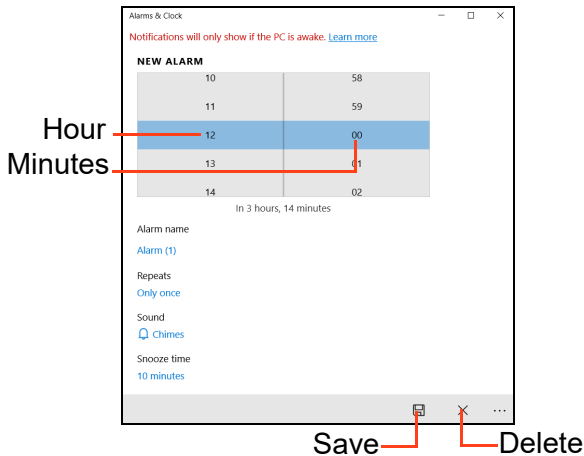 Alarms & Clock
Notifications will only show if the PC is awake. Learn more
NEW ALARM
10 58
11 59
Hour
12 00
Minutes
13 01
14 02
In 3 hours, 14 minutes
Alarm name
Alarm (1)
Repeats
Only once
Sound
Chimes
Snooze time
10 minutes
Save
Delete